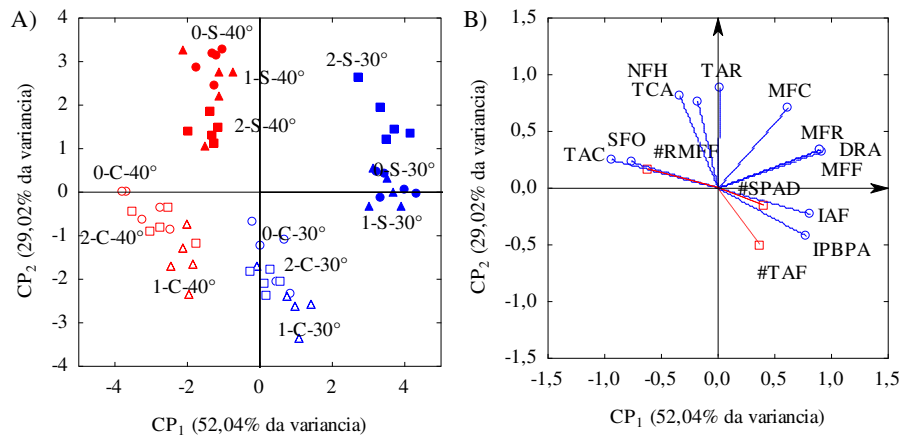 A)
4
3
2
1
0
-1
-2
-3
-4
CP2 (29,02% da variancia)
0-S-40°
1-S-40°
2-S-40°
2-S-30°
0-S-30°
1-S-30°
0-C-40°
2-C-40°
1-C-40°
0-C-30°
2-C-30°
1-C-30°
-4 -2 0 2 4
CP1 (52,04% da variancia)
B)
1,5
1,0
0,5
0,0
-0,5
-1,0
-1,5
CP2 (29,02% da variancia)
NFH
TCA
TAR
MFC
MFR
DRA
MFF
SFO
TAC
#RMFF
#SPAD
IAF
IPBPA
#TAF
-1,5 -1,0 -0,5 0,0 0,5 1,0 1,5
CP1 (52,04% da variancia)